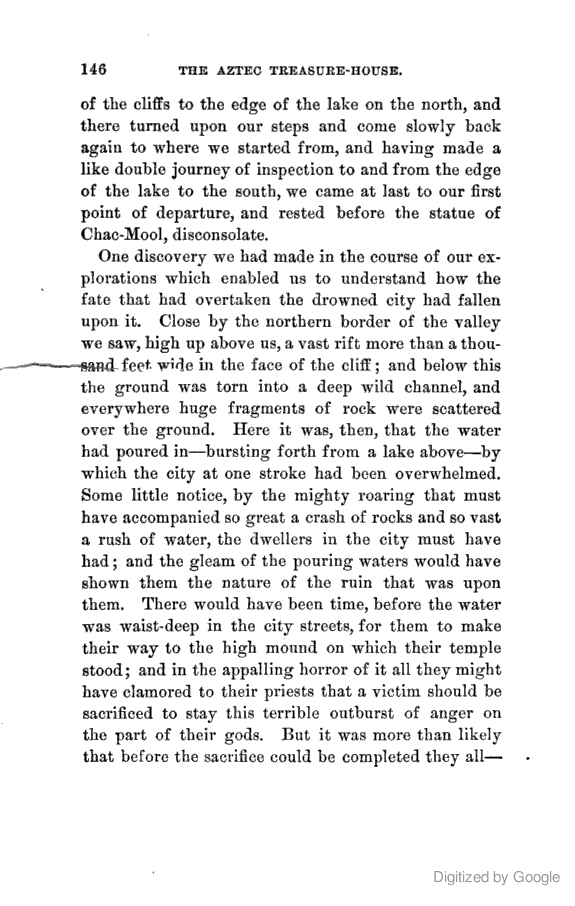 146 THE AZTEC TREASURE-HOUSE.
of the cliffs to the edge of the lake on the north, and
there turned upon our steps and come slowly back
again to where we started from, and having made a
like double journey of inspection to and from the edge
of the lake to the south, we came at last to our first
point of departure, and rested before the statue of
Chac-Mool, disconsolate.
One discovery we had made in the course of our ex-
plorations which enabled us to understand how the
fate that had overtaken the drowned city had fallen
upon it. Close by the northern border of the valley
we saw, high up above us, a vast rift more than a thou-
sand feet wide in the face of the cliff; and below this
the ground was torn into a deep wild channel, and
everywhere huge fragments of rock were scattered
over the ground. Here it was, then, that the water
had poured in—bursting forth from a lake above—by
which the city at one stroke had been overwhelmed.
Some little notice, by the mighty roaring that must
have accompanied so great a crash of rocks and so vast
a rush of water, the dwellers in the city must have
had; and the gleam of the pouring waters would have
shown them the nature of the ruin that was upon
them. There would have been time, before the water
was waist-deep in the city streets, for them to make
their way to the high mound on which their temple
stood; and in the appalling horror of it all they might
have clamored to their priests that a victim should be
sacrificed to stay this terrible outburst of anger on
the part of their gods. But it was more than likely
that before the sacrifice could be completed they all—
Digitized by Google